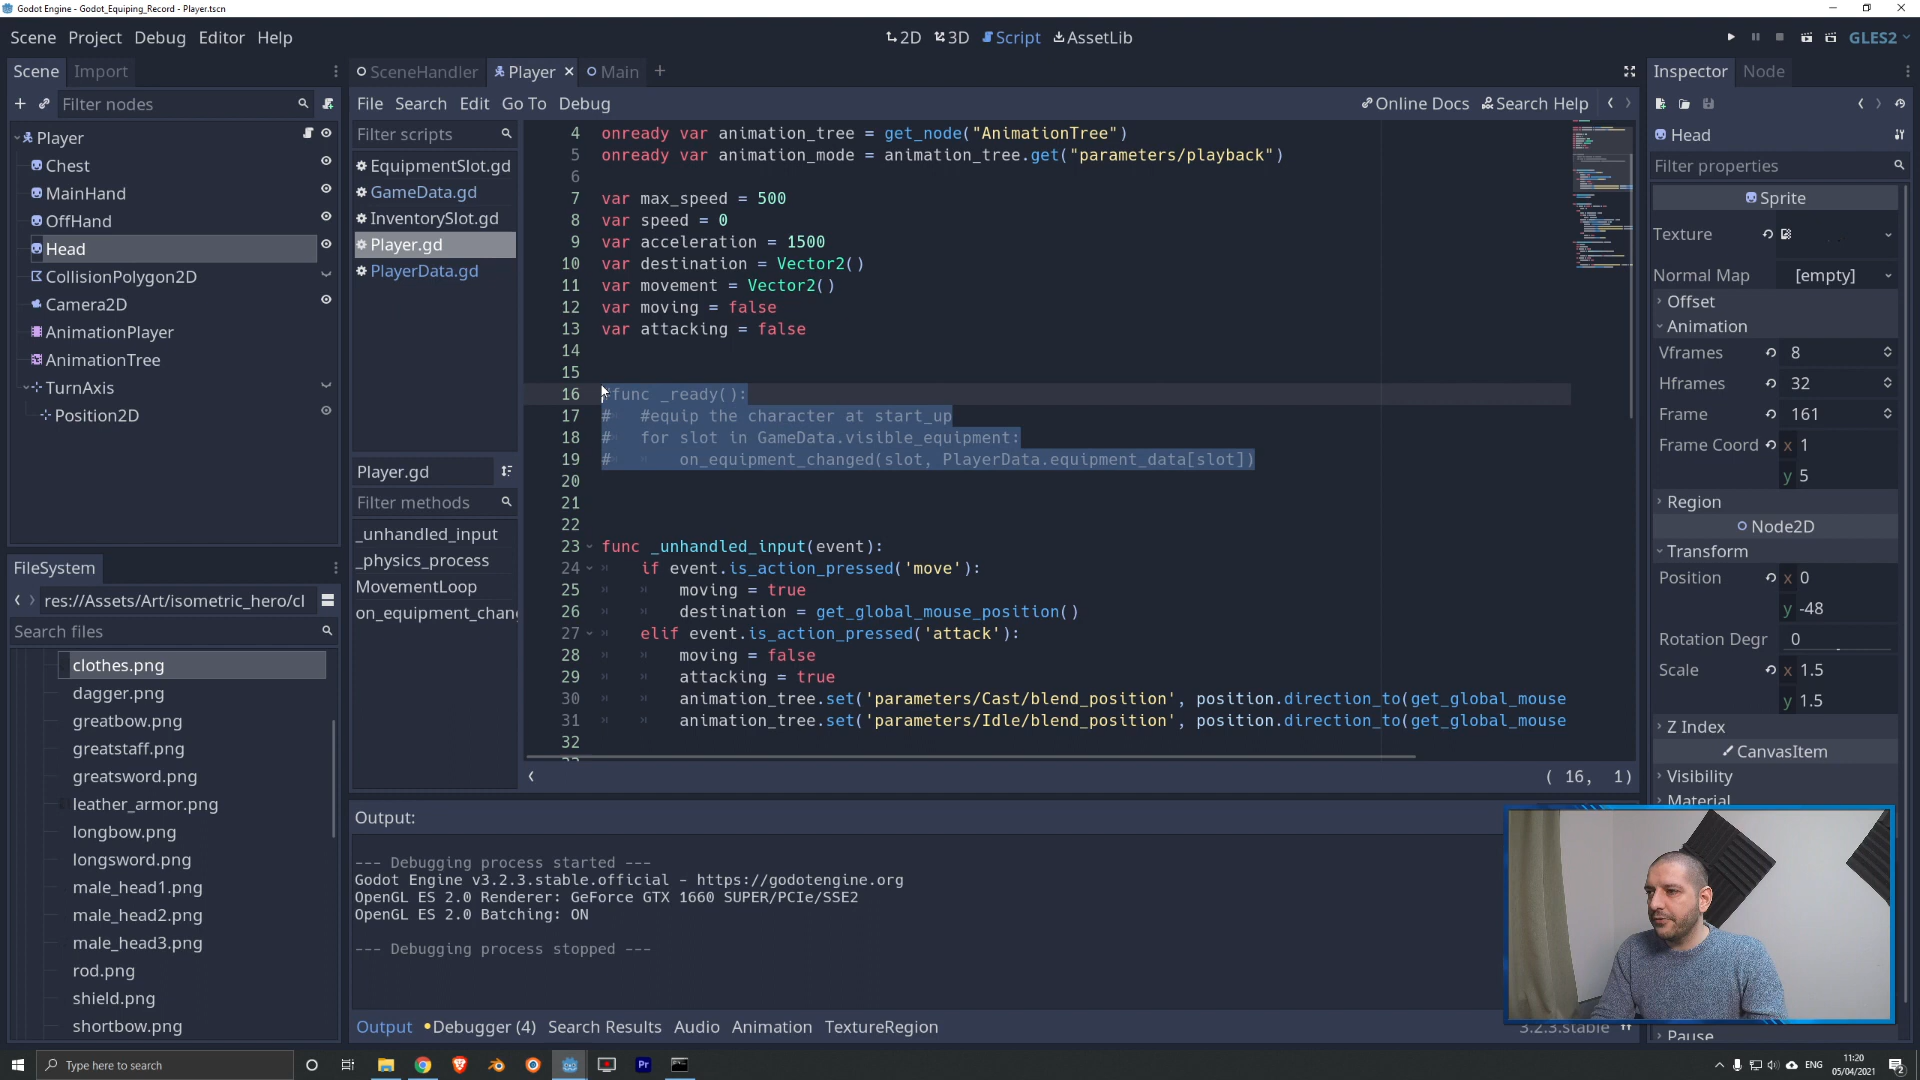 Godot Engine - Godot_Equiping_Record - Player.tscn
Scene Project Debug Editor Help
2D 3D Script AssetLib
GLES2
Scene Import
Filter nodes
Player
Chest
MainHand
OffHand
Head
CollisionPolygon2D
Camera2D
AnimationPlayer
AnimationTree
TurnAxis
Position2D
FileSystem
res://Assets/Art/isometric_hero/cl
Search files
clothes.png
dagger.png
greatbow.png
greatstaff.png
greatsword.png
leather_armor.png
longbow.png
longsword.png
male_head1.png
male_head2.png
male_head3.png
rod.png
shield.png
shortbow.png
SceneHandler Player Main
File Search Edit Go To Debug
Online Docs Search Help
Filter scripts
EquipmentSlot.gd
GameData.gd
InventorySlot.gd
Player.gd
PlayerData.gd
Player.gd
Filter methods
_unhandled_input
_physics_process
MovementLoop
on_equipment_chang
4 onready var animation_tree = get_node("AnimationTree")
5 onready var animation_mode = animation_tree.get("parameters/playback")
6
7 var max_speed = 500
8 var speed = 0
9 var acceleration = 1500
10 var destination = Vector2()
11 var movement = Vector2()
12 var moving = false
13 var attacking = false
14
15
16 #func _ready():
17 # #equip the character at start_up
18 # for slot in GameData.visible_equipment:
19 # on_equipment_changed(slot, PlayerData.equipment_data[slot])
20
21
22
23 func _unhandled_input(event):
24 if event.is_action_pressed('move'):
25 moving = true
26 destination = get_global_mouse_position()
27 elif event.is_action_pressed('attack'):
28 moving = false
29 attacking = true
30 animation_tree.set('parameters/Cast/blend_position', position.direction_to(get_global_mouse
31 animation_tree.set('parameters/Idle/blend_position', position.direction_to(get_global_mouse
32
( 16, 1)
Output:
--- Debugging process started ---
Godot Engine v3.2.3.stable.official - https://godotengine.org
OpenGL ES 2.0 Renderer: GeForce GTX 1660 SUPER/PCIe/SSE2
OpenGL ES 2.0 Batching: ON
--- Debugging process stopped ---
Output Debugger (4) Search Results Audio Animation TextureRegion
3.2.3.stable
Inspector Node
Head
Filter properties
Sprite
Texture
Normal Map [empty]
Offset
Animation
Vframes 8
Hframes 32
Frame 161
Frame Coord x 1
y 5
Region
Node2D
Transform
Position x 0
y -48
Rotation Degr 0
Scale x 1.5
y 1.5
Z Index
CanvasItem
Visibility
Material
Pause
Type here to search
Pr
ENG
11:20
05/04/2021
2